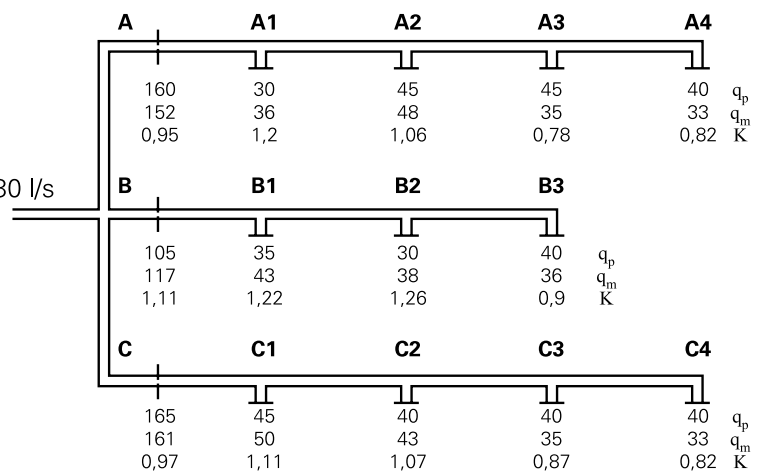 A A1 A2 A3 A4
160 30 45 45 40 qp
152 36 48 35 33 qm
0,95 1,2 1,06 0,78 0,82 K
30 l/s
B B1 B2 B3
105 35 30 40 qp
117 43 38 36 qm
1,11 1,22 1,26 0,9 K
C C1 C2 C3 C4
165 45 40 40 40 qp
161 50 43 35 33 qm
0,97 1,11 1,07 0,87 0,82 K